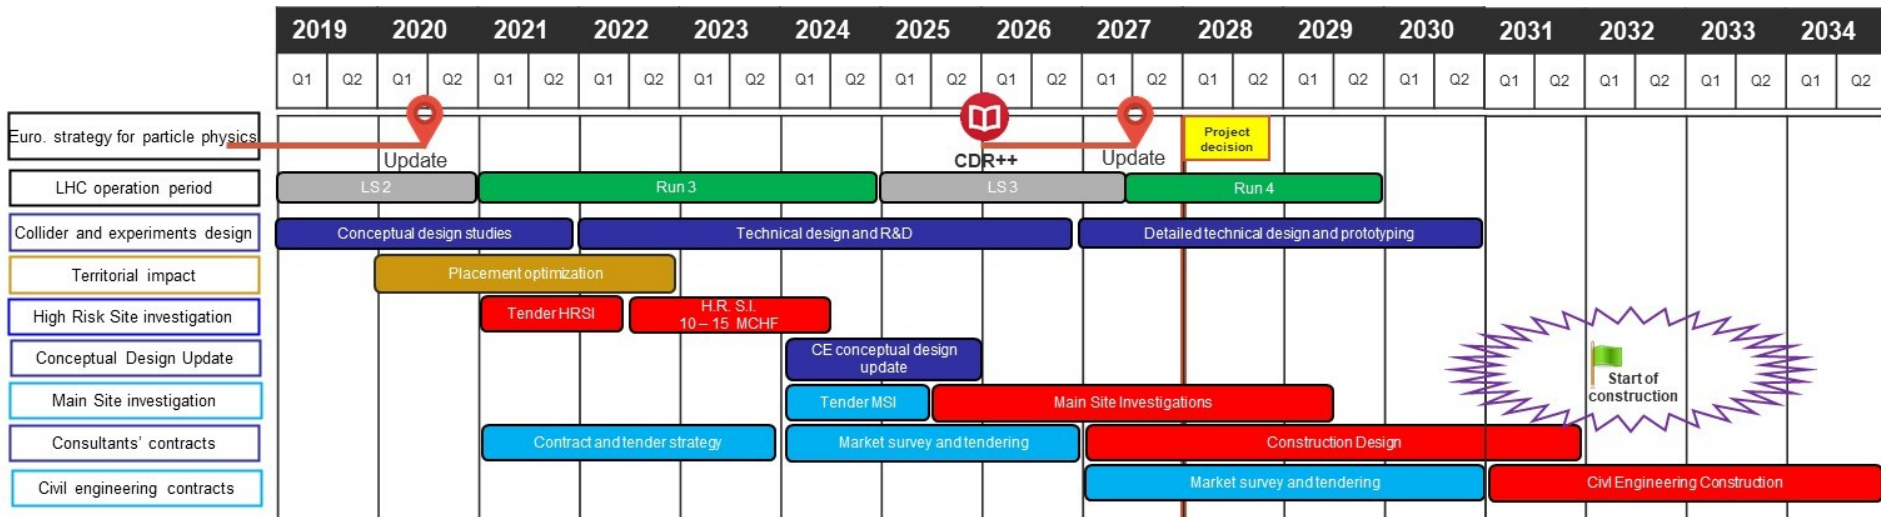 2019 2020 2021 2022 2023 2024 2025 2026 2027 2028 2029 2030 2031 2032 2033 2034
Q1 Q2 Q1 Q2 Q1 Q2 Q1 Q2 Q1 Q2 Q1 Q2 Q1 Q2 Q1 Q2 Q1 Q2 Q1 Q2 Q1 Q2 Q1 Q2 Q1 Q2 Q1 Q2 Q1 Q2 Q1 Q2
Euro. strategy for particle physics
Update
CDR++
Update
Project
decision
LHC operation period
LS 2
Run 3
LS 3
Run 4
Collider and experiments design
Conceptual design studies
Technical design and R&D
Detailed technical design and prototyping
Territorial impact
Placement optimization
High Risk Site investigation
Tender HRSI
H.R. S.I.
10 – 15 MCHF
Conceptual Design Update
CE conceptual design
update
Start of
construction
Main Site investigation
Tender MSI
Main Site Investigations
Consultants' contracts
Contract and tender strategy
Market survey and tendering
Construction Design
Civil engineering contracts
Market survey and tendering
Civl Engineering Construction